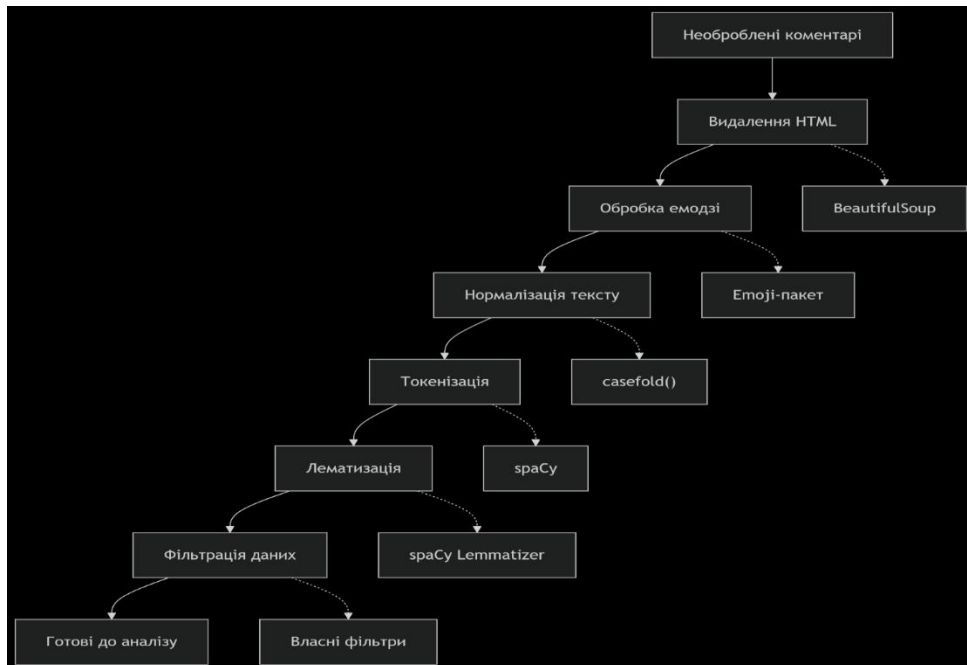 Необроблені коментарі
Видалення HTML
Обробка емодзі
BeautifulSoup
Нормалізація тексту
Emoji-пакет
Токенізація
casefold()
Лематизація
spaCy
Фільтрація даних
spaCy Lemmatizer
Готові до аналізу
Власні фільтри